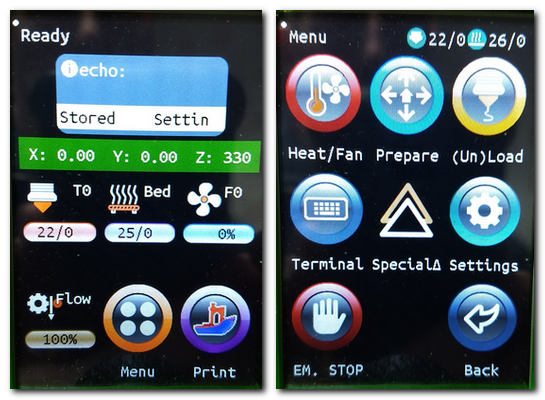 Ready
echo:
Stored Settin
X: 0.00 Y: 0.00 Z: 330
T0 Bed F0
22/0 25/0 0%
Flow
100%
Menu Print
Menu 22/0 26/0
Heat/Fan Prepare (Un)Load
Terminal SpecialΔ Settings
EM. STOP Back